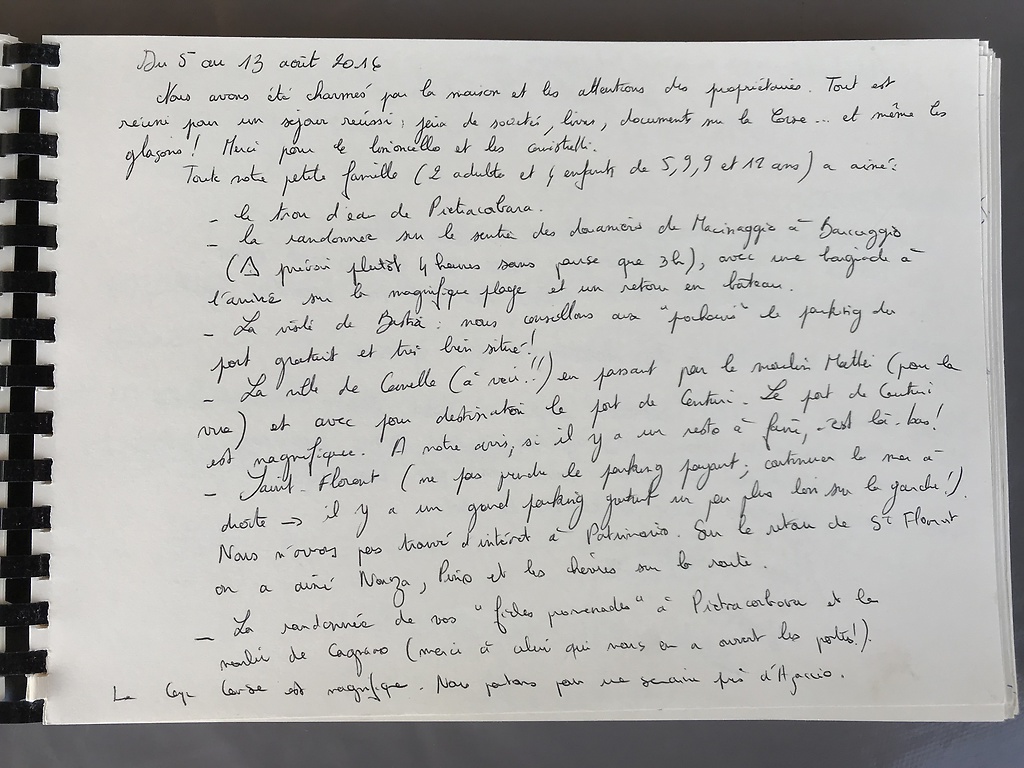 Du 5 au 13 août 2016
Nous avons été charmés par la maison et les attentions des propriétaires. Tout est
réuni pour un séjour réussi : jeux de société, livres, documents sur la Corse... et même les
glaçons ! Merci pour le limoncello et les canistrelli.
Toute notre petite famille (2 adultes et 4 enfants de 5, 9, 9 et 12 ans) a aimé :
- le trou d'eau de Pietracorbara.
- la randonnée sur le sentier des douaniers de Macinaggio à Barcaggio
(⚠ prévoir plutôt 4 heures sans pause que 3h), avec une baignade à
l'arrivée sur la magnifique plage et un retour en bâteau.
- La visite de Bastia : nous conseillons aux le parking du
port gratuit et très bien situé !
- La ville de Canelle (à voir !!) en passant par le moulin Mattei (pour la
vue) et avec pour destination le port de Centuri - Le port de Centuri
est magnifique. A notre avis, si il y a un resto à faire, c'est là-bas !
- Saint-Florent (ne pas prendre le parking payant ; continuer la mer à
droite → il y a un grand parking gratuit un peu plus loin sur la gauche !).
Nous n'avons pas trouvé d'intérêt à Patrimonio. Sur le retour de St Florent
on a aimé Nonza, Pino et les chèvres sur la route.
- La randonnée de vos "fiches promenades" à Pietracorbara et le
moulin de Cagnano (merci à celui qui nous en a ouvert les portes !).
Le Cap Corse est magnifique. Nous partons pour une semaine près d'Ajaccio.